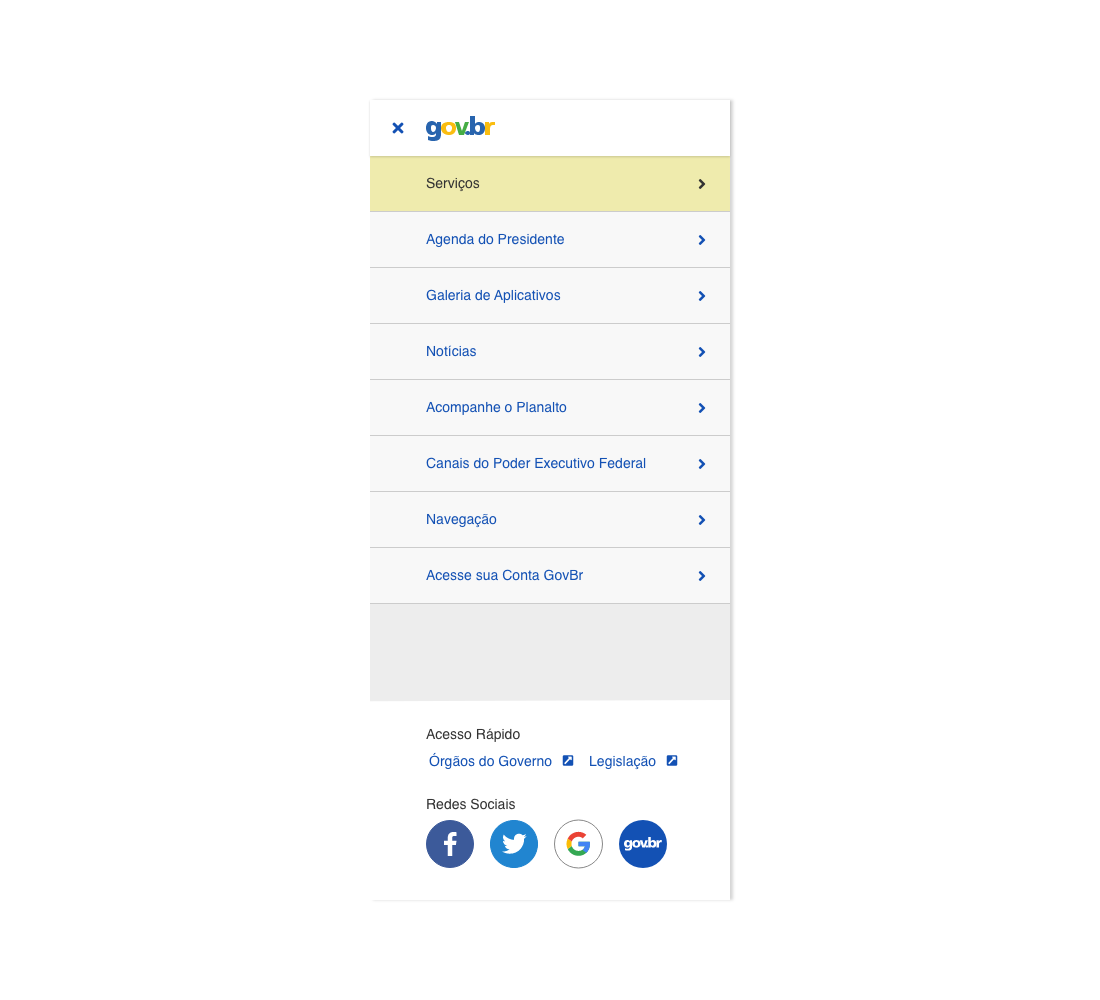 gov.br
Serviços
Agenda do Presidente
Galeria de Aplicativos
Notícias
Acompanhe o Planalto
Canais do Poder Executivo Federal
Navegação
Acesse sua Conta GovBr
Acesso Rápido
Órgãos do Governo Legislação
Redes Sociais
gov.br